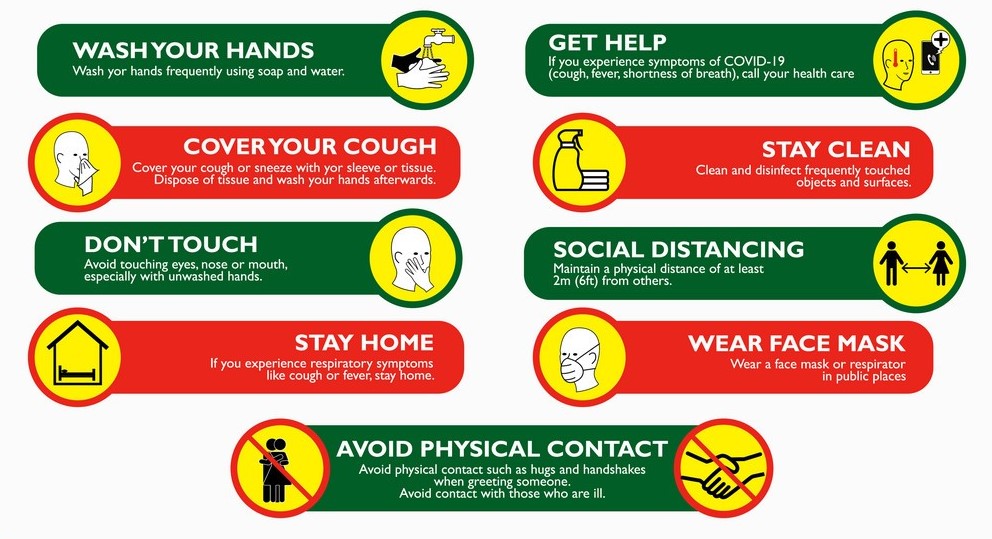 WASH YOUR HANDS
Wash yor hands frequently using soap and water.
GET HELP
If you experience symptoms of COVID-19
(cough, fever, shortness of breath), call your health care
COVER YOUR COUGH
Cover your cough or sneeze with yor sleeve or tissue.
Dispose of tissue and wash your hands afterwards.
STAY CLEAN
Clean and disinfect frequently touched
objects and surfaces.
DON'T TOUCH
Avoid touching eyes, nose or mouth,
especially with unwashed hands.
SOCIAL DISTANCING
Maintain a physical distance of at least
2m (6ft) from others.
STAY HOME
If you experience respiratory symptoms
like cough or fever, stay home.
WEAR FACE MASK
Wear a face mask or respirator
in public places
AVOID PHYSICAL CONTACT
Avoid physical contact such as hugs and handshakes
when greeting someone.
Avoid contact with those who are ill.